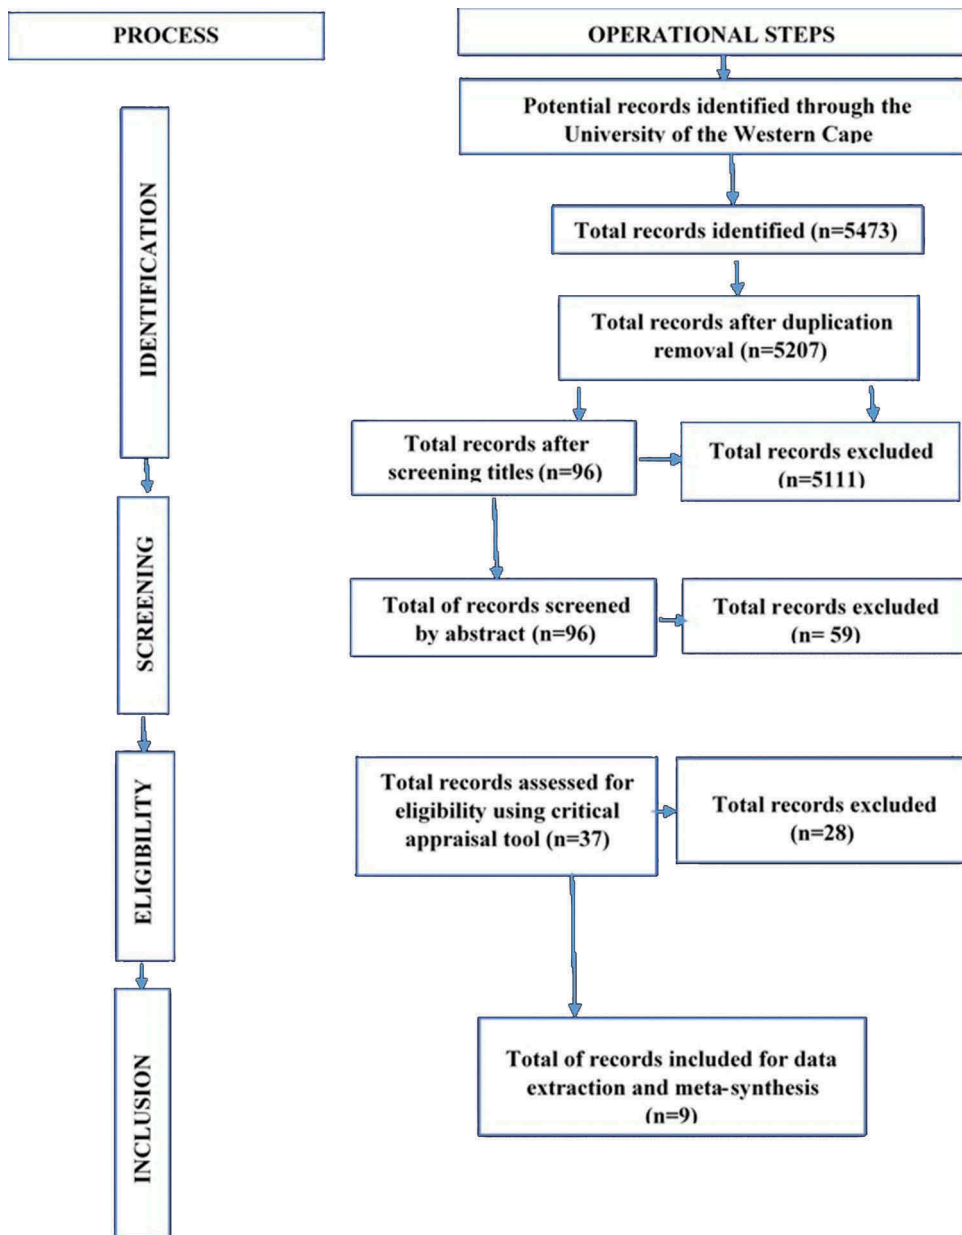 PROCESS
OPERATIONAL STEPS
Potential records identified through the
University of the Western Cape
IDENTIFICATION
Total records identified (n=5473)
Total records after duplication
removal (n=5207)
Total records after
screening titles (n=96)
Total records excluded
(n=5111)
SCREENING
Total of records screened
by abstract (n=96)
Total records excluded
(n= 59)
ELIGIBILITY
Total records assessed for
eligibility using critical
appraisal tool (n=37)
Total records excluded
(n=28)
INCLUSION
Total of records included for data
extraction and meta-synthesis
(n=9)